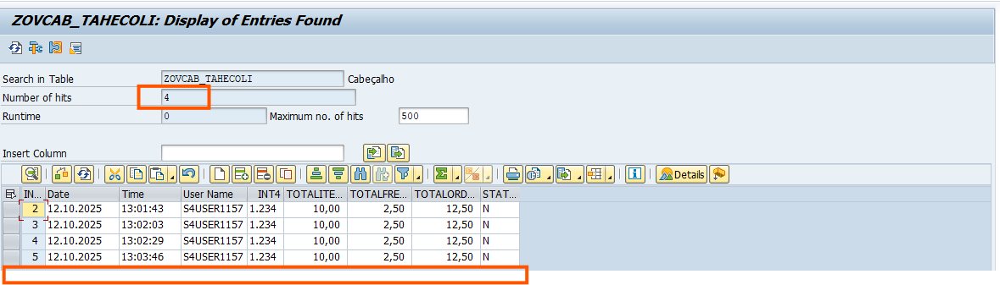 ZOVCAB_TAHECOLI: Display of Entries Found
Search in Table ZOVCAB_TAHECOLI Cabeçalho
Number of hits 4
Runtime 0 Maximum no. of hits 500
Insert Column
Details
IN... Date Time User Name INT4 TOTALITE... TOTALFRE... TOTALORD... STAT...
2 12.10.2025 13:01:43 S4USER1157 1.234 10,00 2,50 12,50 N
3 12.10.2025 13:02:03 S4USER1157 1.234 10,00 2,50 12,50 N
4 12.10.2025 13:02:29 S4USER1157 1.234 10,00 2,50 12,50 N
5 12.10.2025 13:03:46 S4USER1157 1.234 10,00 2,50 12,50 N